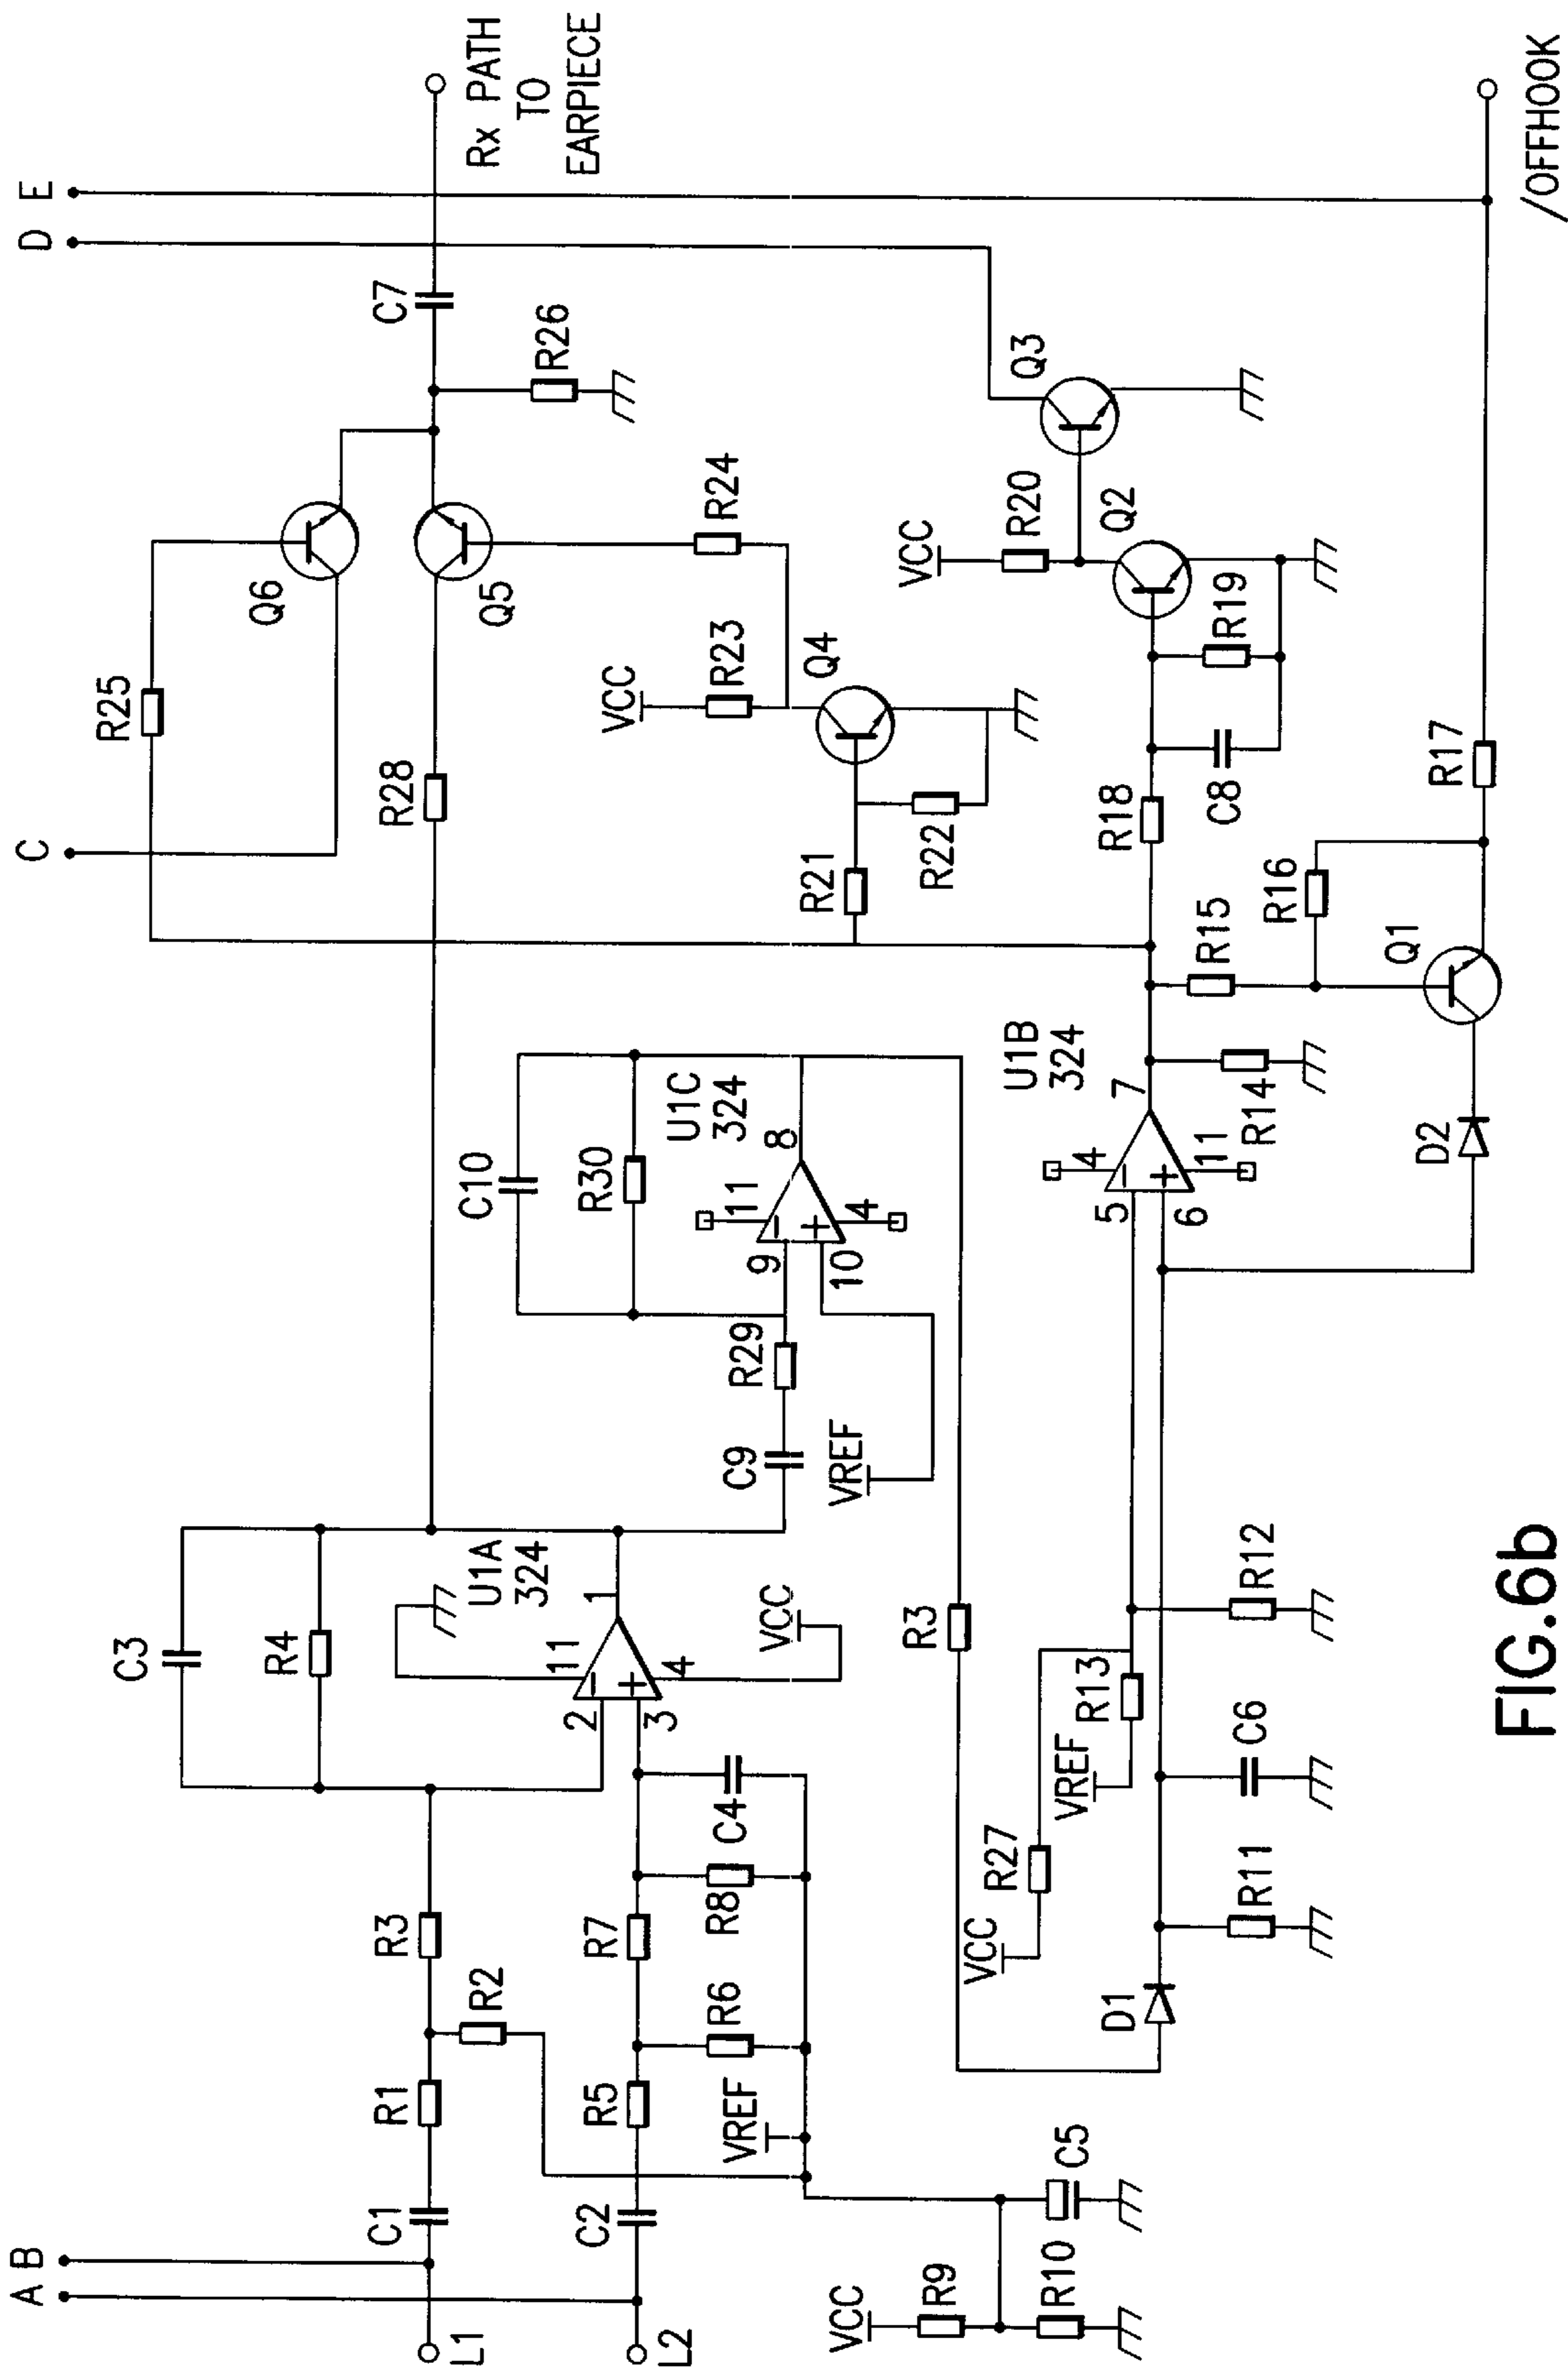 A B
C
D E
L1
C1
R1
R3
R2
C3
R4
L2
C2
R5
R7
R6
R8
C4
VREF
2
3
11
4
1
U1A
324
VCC
VCC
R9
R10
C5
C9
R29
VREF
C10
R30
9
10
11
4
8
U1C
324
R3
D1
R11
C6
R12
VCC
R27
VREF
R13
5
6
4
11
7
U1B
324
R14
D2
R15
R16
Q1
R17
R18
C8
R19
Q2
VCC
R20
Q3
R21
R22
Q4
VCC
R23
R24
R28
R25
Q6
Q5
R26
C7
Rx PATH
TO
EARPIECE
/OFFHOOK
FIG.6b